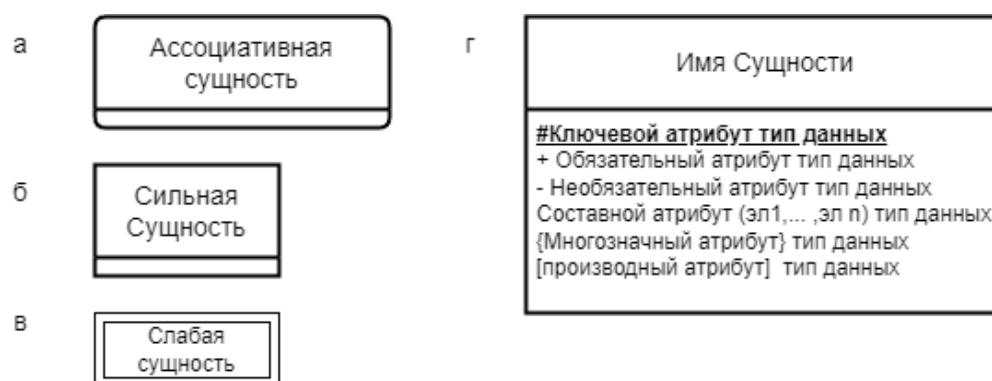 а
Ассоциативная
сущность
б
Сильная
Сущность
в
Слабая
сущность
г
Имя Сущности
#Ключевой атрибут тип данных
+ Обязательный атрибут тип данных
- Необязательный атрибут тип данных
Составной атрибут (эл1,... ,эл n) тип данных
{Многозначный атрибут} тип данных
[производный атрибут] тип данных